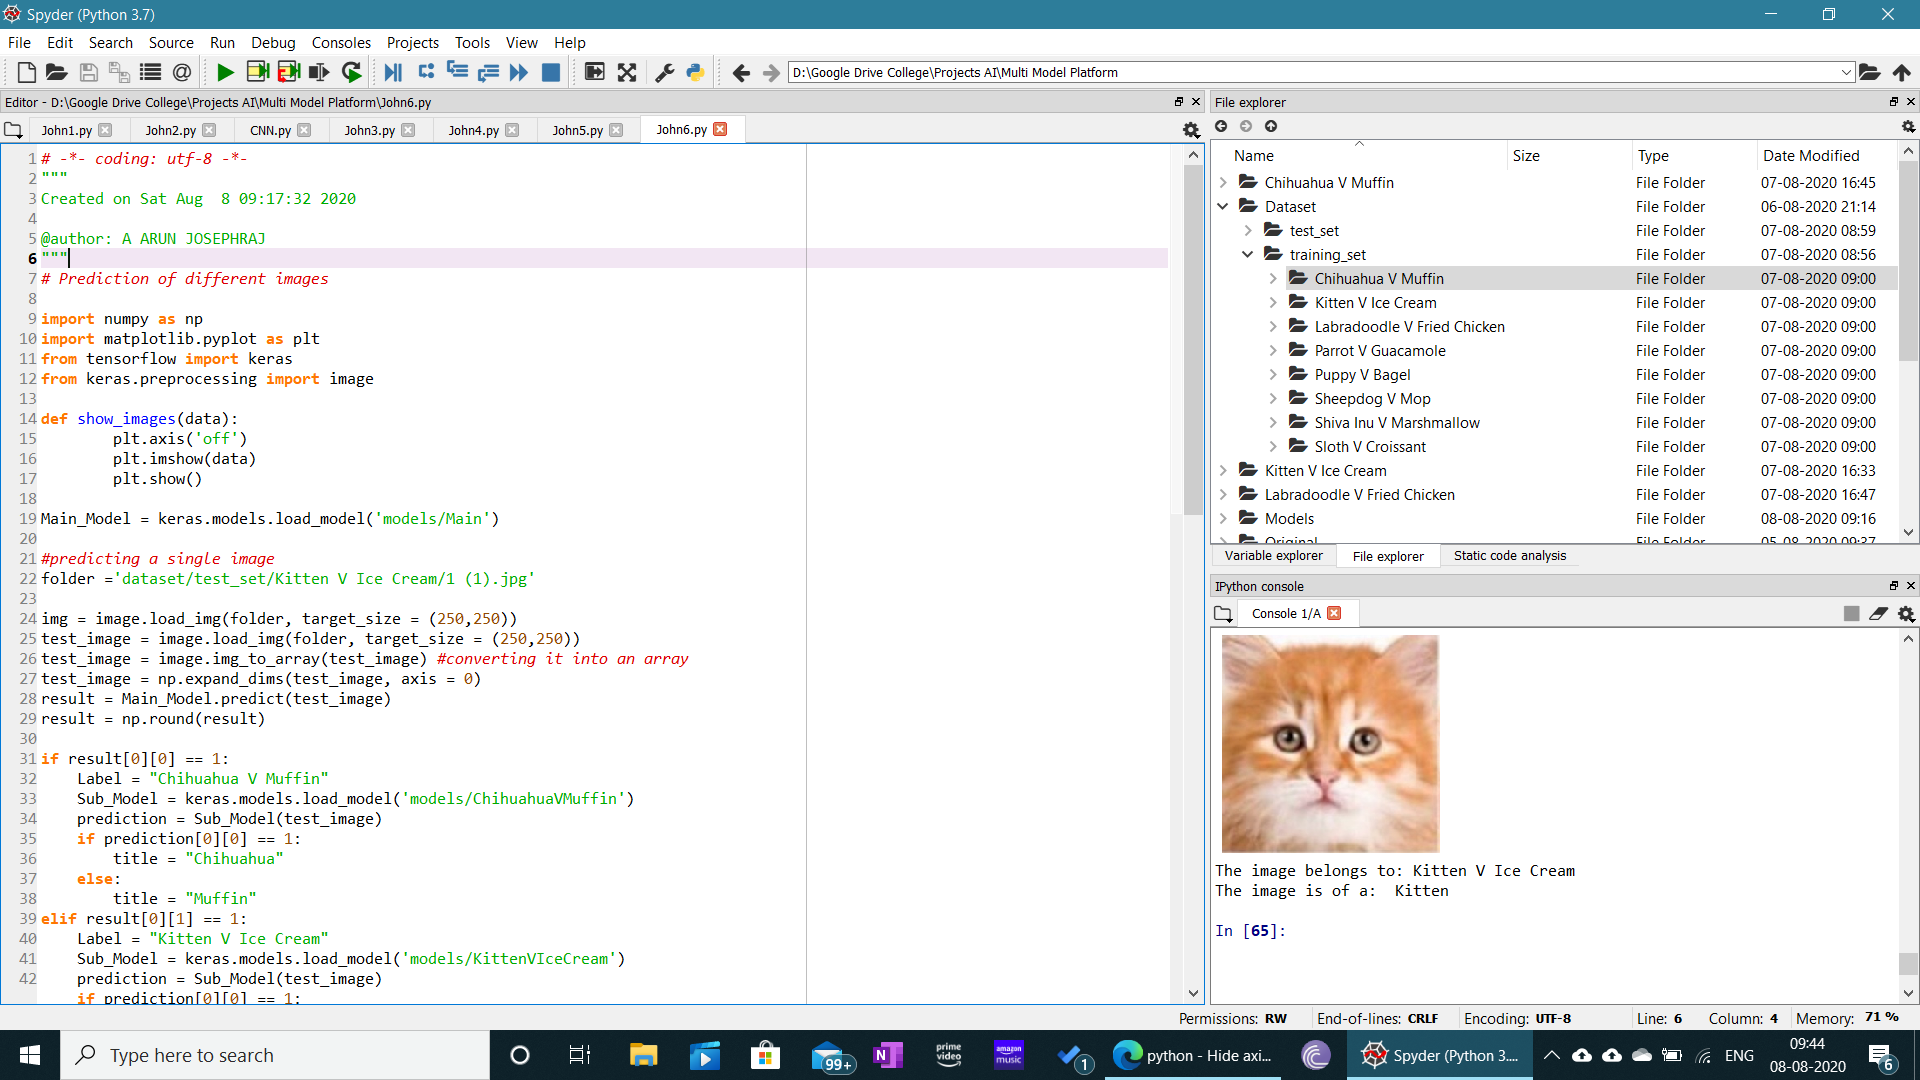 Spyder (Python 3.7)
File Edit Search Source Run Debug Consoles Projects Tools View Help
D:\Google Drive College\Projects AI\Multi Model Platform
Editor - D:\Google Drive College\Projects AI\Multi Model Platform\John6.py
John1.py John2.py CNN.py John3.py John4.py John5.py John6.py
1 # -*- coding: utf-8 -*-
2 """
3 Created on Sat Aug  8 09:17:32 2020
4
5 @author: A ARUN JOSEPHRAJ
6 """
7 # Prediction of different images
8
9 import numpy as np
10 import matplotlib.pyplot as plt
11 from tensorflow import keras
12 from keras.preprocessing import image
13
14 def show_images(data):
15         plt.axis('off')
16         plt.imshow(data)
17         plt.show()
18
19 Main_Model = keras.models.load_model('models/Main')
20
21 #predicting a single image
22 folder ='dataset/test_set/Kitten V Ice Cream/1 (1).jpg'
23
24 img = image.load_img(folder, target_size = (250,250))
25 test_image = image.load_img(folder, target_size = (250,250))
26 test_image = image.img_to_array(test_image) #converting it into an array
27 test_image = np.expand_dims(test_image, axis = 0)
28 result = Main_Model.predict(test_image)
29 result = np.round(result)
30
31 if result[0][0] == 1:
32     Label = "Chihuahua V Muffin"
33     Sub_Model = keras.models.load_model('models/ChihuahuaVMuffin')
34     prediction = Sub_Model(test_image)
35     if prediction[0][0] == 1:
36         title = "Chihuahua"
37     else:
38         title = "Muffin"
39 elif result[0][1] == 1:
40     Label = "Kitten V Ice Cream"
41     Sub_Model = keras.models.load_model('models/KittenVIceCream')
42     prediction = Sub_Model(test_image)
    if prediction[0][0] == 1:
File explorer
Name Size Type Date Modified
Chihuahua V Muffin File Folder 07-08-2020 16:45
Dataset File Folder 06-08-2020 21:14
test_set File Folder 07-08-2020 08:59
training_set File Folder 07-08-2020 08:56
Chihuahua V Muffin File Folder 07-08-2020 09:00
Kitten V Ice Cream File Folder 07-08-2020 09:00
Labradoodle V Fried Chicken File Folder 07-08-2020 09:00
Parrot V Guacamole File Folder 07-08-2020 09:00
Puppy V Bagel File Folder 07-08-2020 09:00
Sheepdog V Mop File Folder 07-08-2020 09:00
Shiva Inu V Marshmallow File Folder 07-08-2020 09:00
Sloth V Croissant File Folder 07-08-2020 09:00
Kitten V Ice Cream File Folder 07-08-2020 16:33
Labradoodle V Fried Chicken File Folder 07-08-2020 16:47
Models File Folder 08-08-2020 09:16
Original File Folder 05-08-2020 09:37
Variable explorer File explorer Static code analysis
IPython console
Console 1/A
The image belongs to: Kitten V Ice Cream
The image is of a:  Kitten
In [65]:
Permissions: RW End-of-lines: CRLF Encoding: UTF-8 Line: 6 Column: 4 Memory: 71 %
Type here to search
99+
N
prime video
amazon music
1
python - Hide axi...
Spyder (Python 3....
ENG
09:44
08-08-2020
6